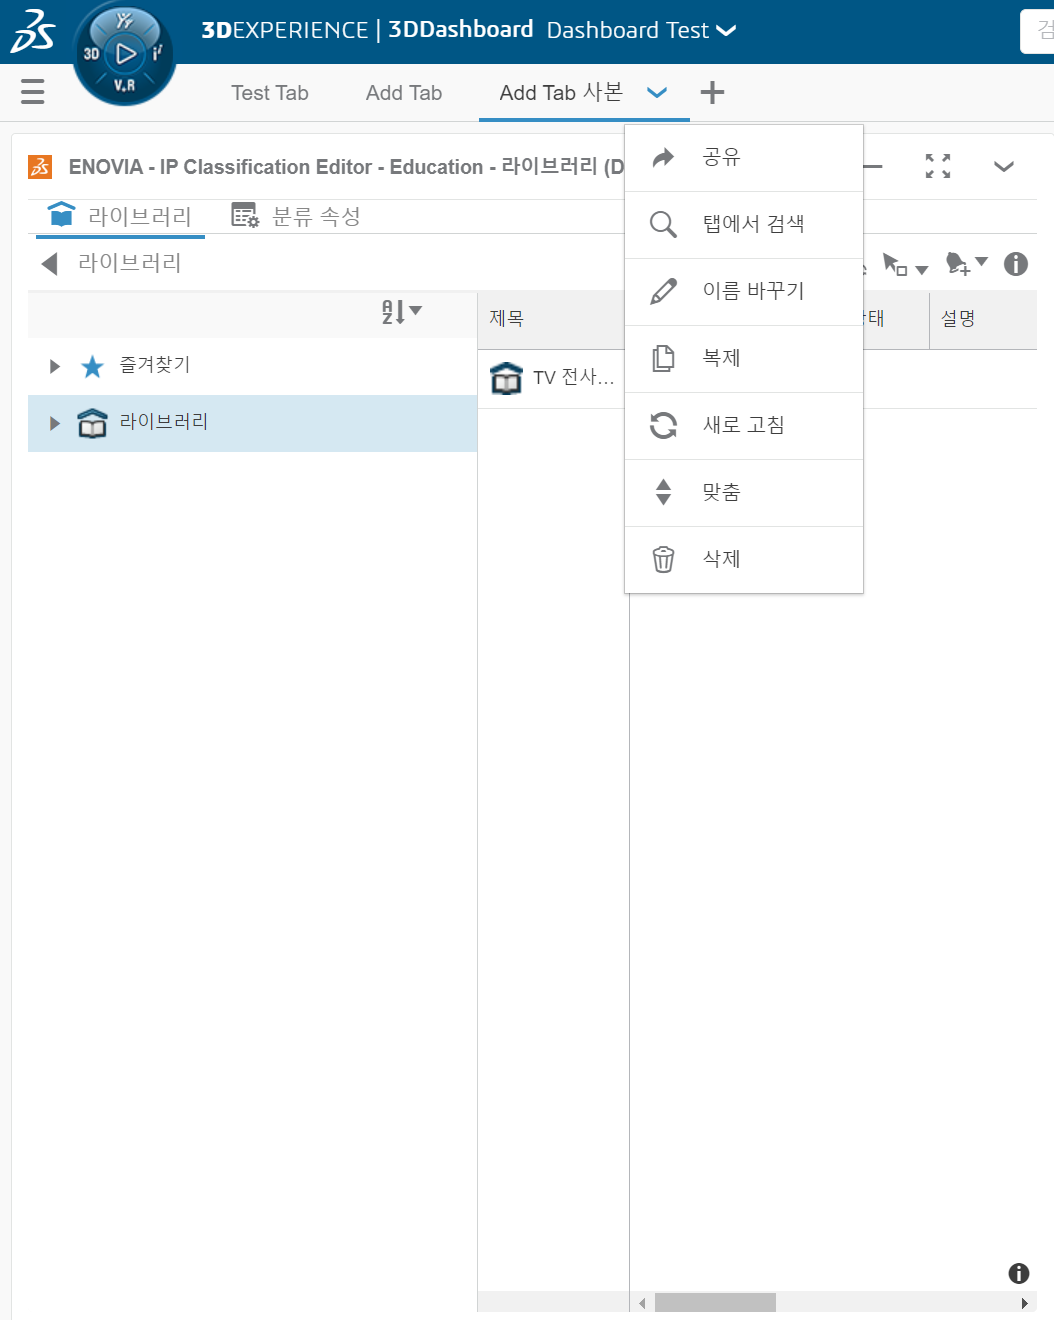 3DEXPERIENCE | 3DDashboard Dashboard Test
3D V.R
Test Tab Add Tab Add Tab 사본
ENOVIA - IP Classification Editor - Education - 라이브러리 (D
라이브러리 분류 속성
라이브러리
제목 설명
즐겨찾기
TV 전사...
라이브러리
공유
탭에서 검색
이름 바꾸기
복제
새로 고침
맞춤
삭제